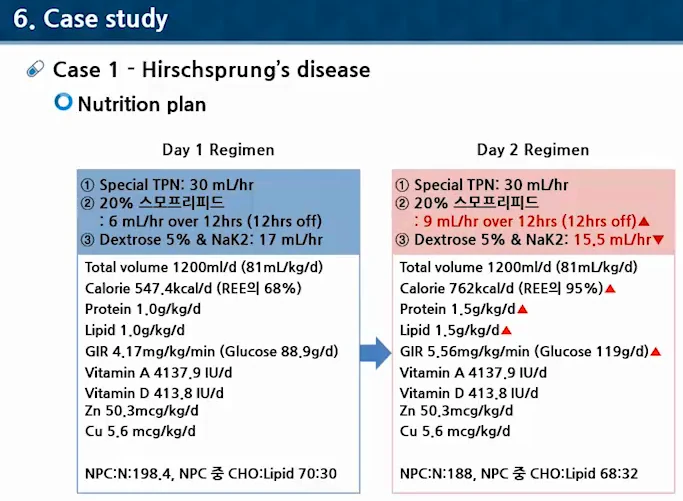 6. Case study
Case 1 - Hirschsprung's disease
Nutrition plan
Day 1 Regimen
① Special TPN: 30 mL/hr
② 20% 스모프리피드
: 6 mL/hr over 12hrs (12hrs off)
③ Dextrose 5% & NaK2: 17 mL/hr
Total volume 1200ml/d (81mL/kg/d)
Calorie 547.4kcal/d (REE의 68%)
Protein 1.0g/kg/d
Lipid 1.0g/kg/d
GIR 4.17mg/kg/min (Glucose 88.9g/d)
Vitamin A 4137.9 IU/d
Vitamin D 413.8 IU/d
Zn 50.3mcg/kg/d
Cu 5.6 mcg/kg/d
NPC:N:198.4, NPC 중 CHO:Lipid 70:30
Day 2 Regimen
① Special TPN: 30 mL/hr
② 20% 스모프리피드
: 9 mL/hr over 12hrs (12hrs off)▲
③ Dextrose 5% & NaK2: 15.5 mL/hr▼
Total volume 1200ml/d (81mL/kg/d)
Calorie 762kcal/d (REE의 95%)▲
Protein 1.5g/kg/d▲
Lipid 1.5g/kg/d▲
GIR 5.56mg/kg/min (Glucose 119g/d)▲
Vitamin A 4137.9 IU/d
Vitamin D 413.8 IU/d
Zn 50.3mcg/kg/d
Cu 5.6 mcg/kg/d
NPC:N:188, NPC 중 CHO:Lipid 68:32